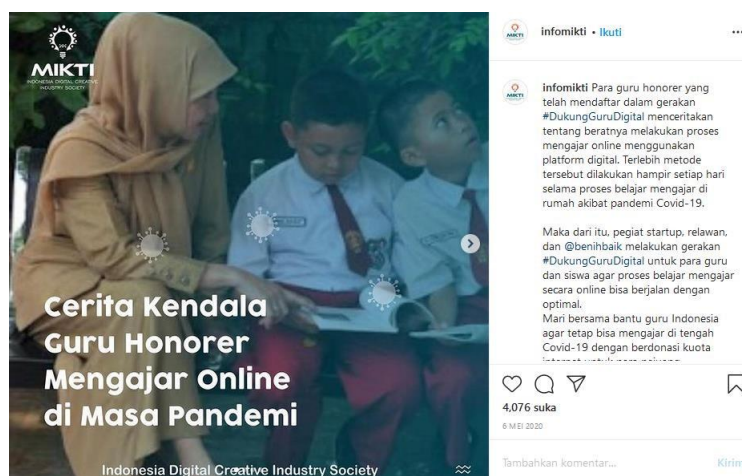 MIKTI
INDONESIA DIGITAL CREATIVE
INDUSTRY SOCIETY
Cerita Kendala
Guru Honorer
Mengajar Online
di Masa Pandemi
Indonesia Digital Creative Industry Society
MIKTI
infomikti • Ikuti
MIKTI
infomikti Para guru honorer yang
telah mendaftar dalam gerakan
#DukungGuruDigital menceritakan
tentang beratnya melakukan proses
mengajar online menggunakan
platform digital. Terlebih metode
tersebut dilakukan hampir setiap hari
selama proses belajar mengajar di
rumah akibat pandemi Covid-19.
Maka dari itu, pegiat startup, relawan,
dan @benihbaik melakukan gerakan
#DukungGuruDigital untuk para guru
dan siswa agar proses belajar mengajar
secara online bisa berjalan dengan
optimal.
Mari bersama bantu guru Indonesia
agar tetap bisa mengajar di tengah
Covid-19 dengan berdonasi kuota
4,076 suka
6 MEI 2020
Tambahkan komentar...
Kirim